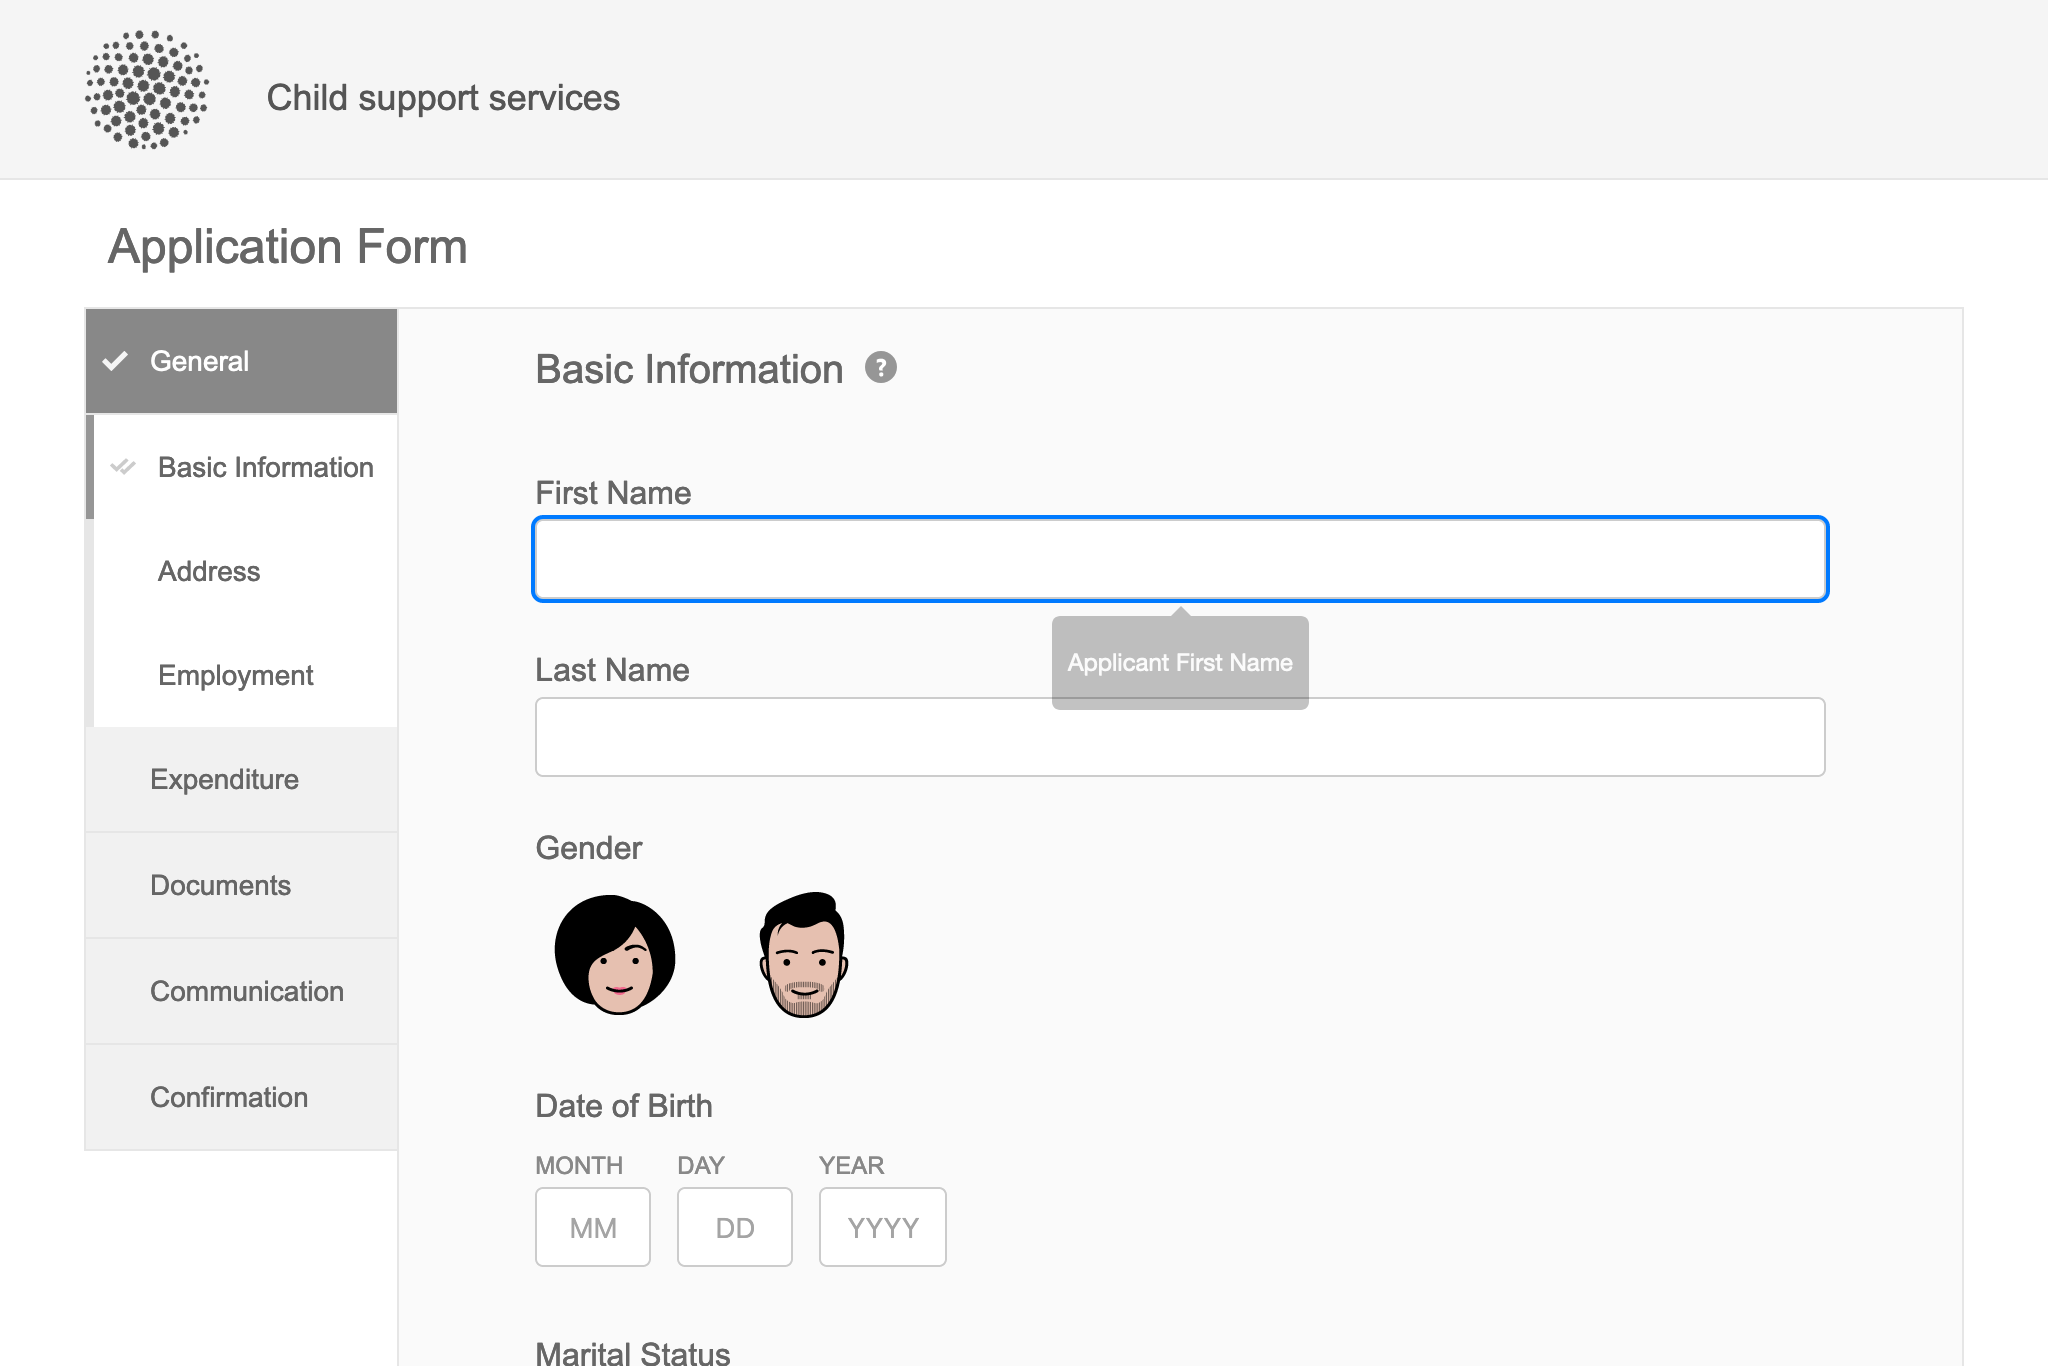 Child support services
Application Form
General
Basic Information
Address
Employment
Expenditure
Documents
Communication
Confirmation
Basic Information ?
First Name
Applicant First Name
Last Name
Gender
Date of Birth
MONTH DAY YEAR
MM DD YYYY
Marital Status